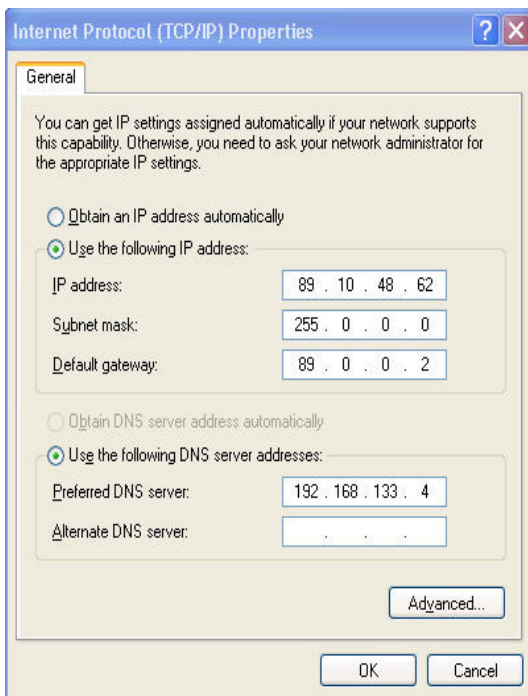 Internet Protocol (TCP/IP) Properties
General
You can get IP settings assigned automatically if your network supports
this capability. Otherwise, you need to ask your network administrator for
the appropriate IP settings.
Obtain an IP address automatically
Use the following IP address:
IP address: 89 . 10 . 48 . 62
Subnet mask: 255 . 0 . 0 . 0
Default gateway: 89 . 0 . 0 . 2
Obtain DNS server address automatically
Use the following DNS server addresses:
Preferred DNS server: 192 . 168 . 133 . 4
Alternate DNS server: . . .
Advanced...
OK Cancel